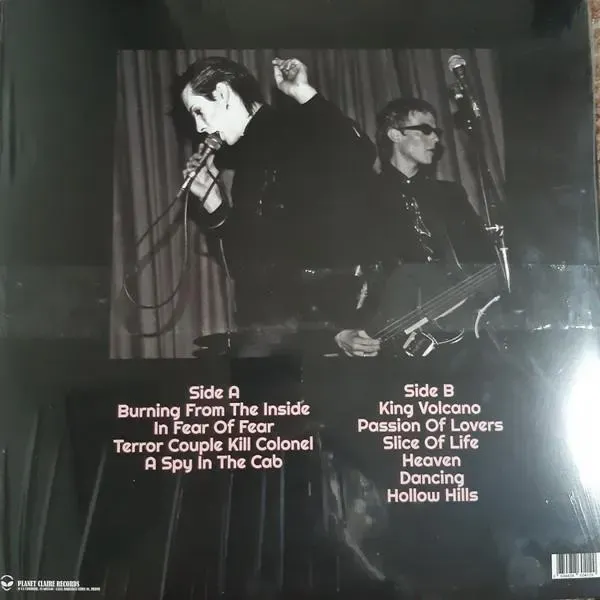 Side A
Burning From The Inside
In Fear Of Fear
Terror Couple Kill Colonel
A Spy In The Cab
Side B
King Volcano
Passion Of Lovers
Slice Of Life
Heaven
Dancing
Hollow Hills
PLANET CLAIRE RECORDS